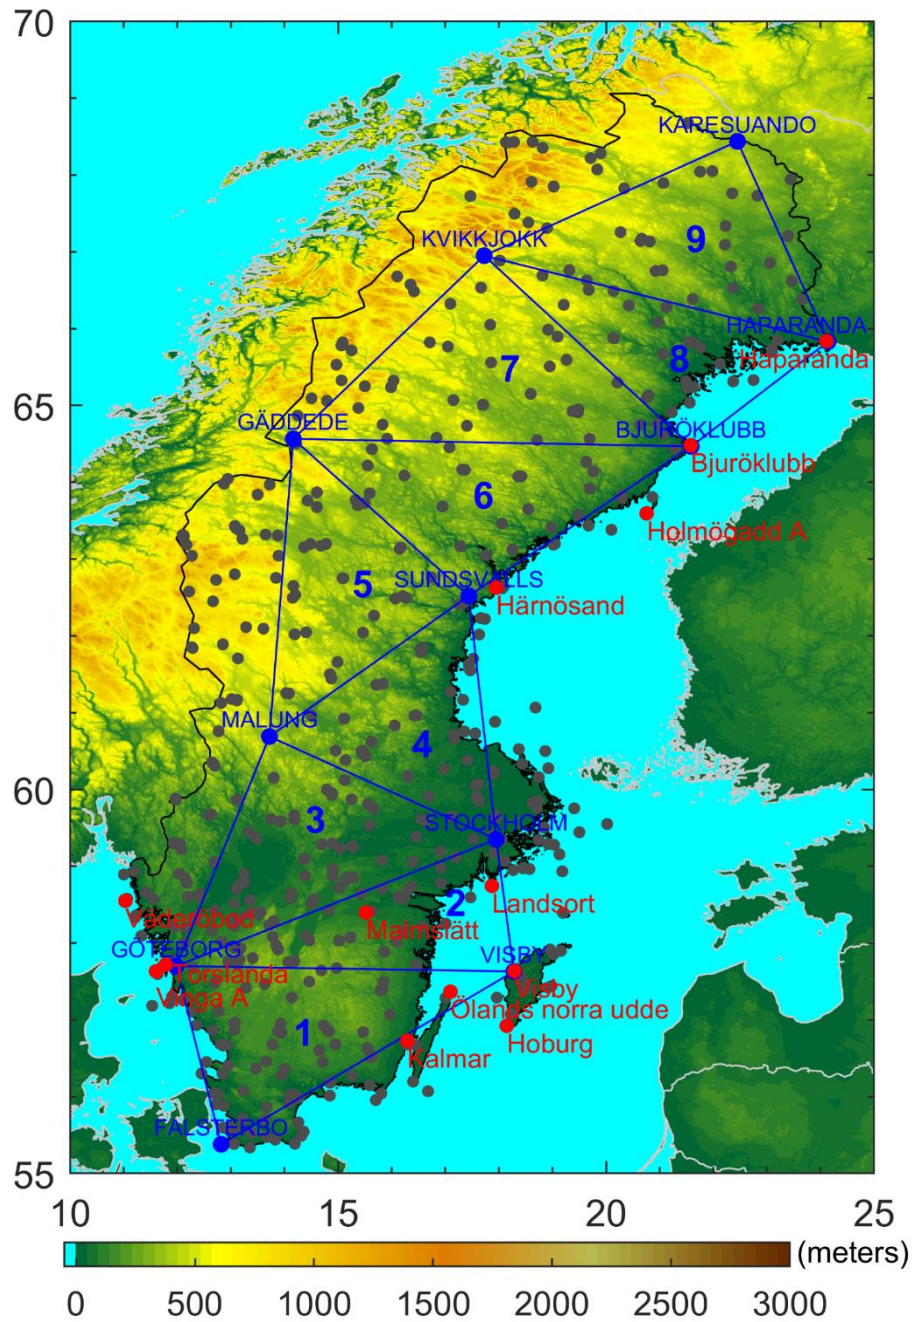 70
KARESUANDO
KVIKKJOKK
9
HAPARANDA
Haparanda
7
8
65
GÄDDEDE
BJURÖKLUBB
Bjuröklubb
6
Holmögadd A
5
SUNDSVALLS
Härnösand
MALUNG
4
60
3
STOCKHOLM
2
Landsort
Väderöbod
Malmslätt
GÖTEBORG
VISBY
Torslanda
Visby
Vinga A
Ölands norra udde
1
Hoburg
Kalmar
FALSTERBO
55
10 15 20 25
(meters)
0 500 1000 1500 2000 2500 3000